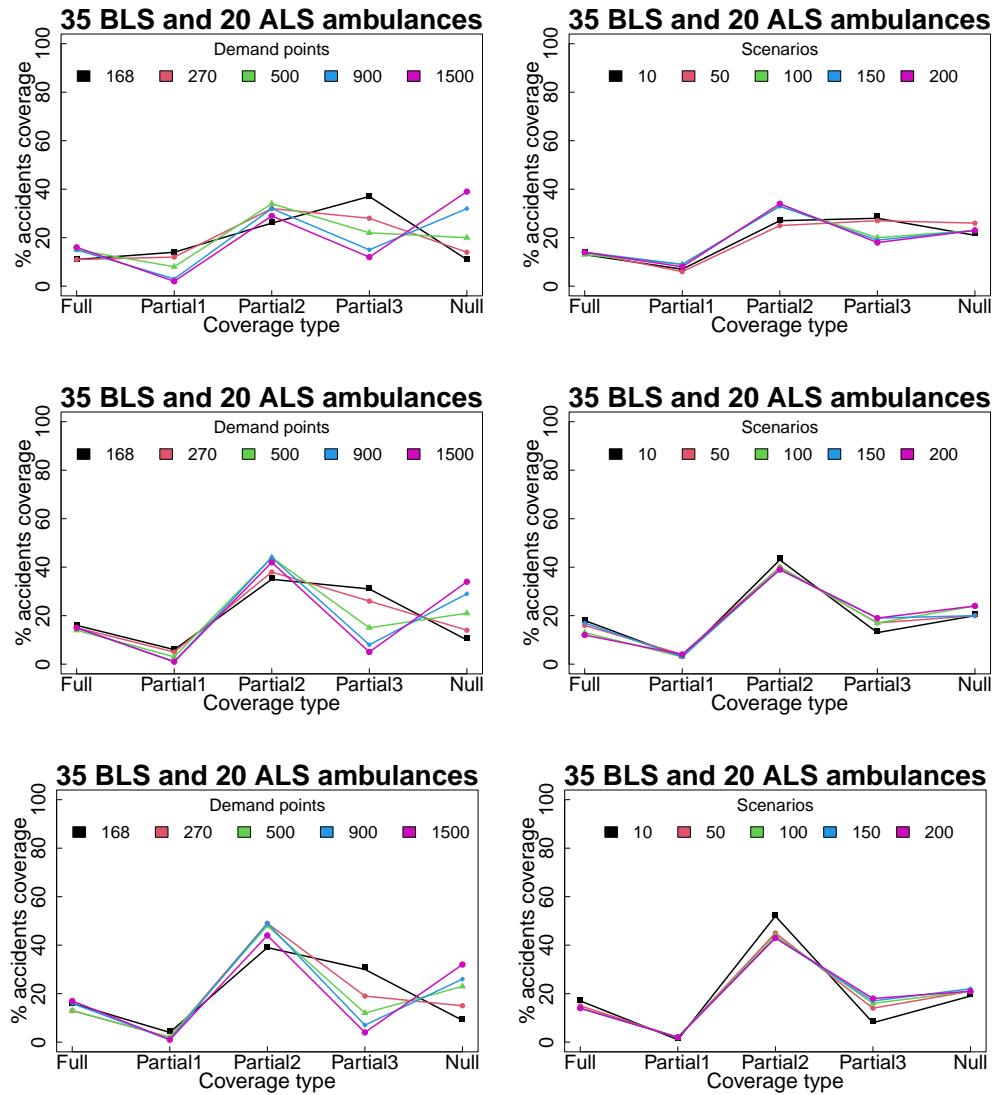 35 BLS and 20 ALS ambulances
Demand points
168 270 500 900 1500
% accidents coverage
0 20 40 60 80 100
Full Partial1 Partial2 Partial3 Null
Coverage type
35 BLS and 20 ALS ambulances
Scenarios
10 50 100 150 200
% accidents coverage
0 20 40 60 80 100
Full Partial1 Partial2 Partial3 Null
Coverage type
35 BLS and 20 ALS ambulances
Demand points
168 270 500 900 1500
% accidents coverage
0 20 40 60 80 100
Full Partial1 Partial2 Partial3 Null
Coverage type
35 BLS and 20 ALS ambulances
Scenarios
10 50 100 150 200
% accidents coverage
0 20 40 60 80 100
Full Partial1 Partial2 Partial3 Null
Coverage type
35 BLS and 20 ALS ambulances
Demand points
168 270 500 900 1500
% accidents coverage
0 20 40 60 80 100
Full Partial1 Partial2 Partial3 Null
Coverage type
35 BLS and 20 ALS ambulances
Scenarios
10 50 100 150 200
% accidents coverage
0 20 40 60 80 100
Full Partial1 Partial2 Partial3 Null
Coverage type